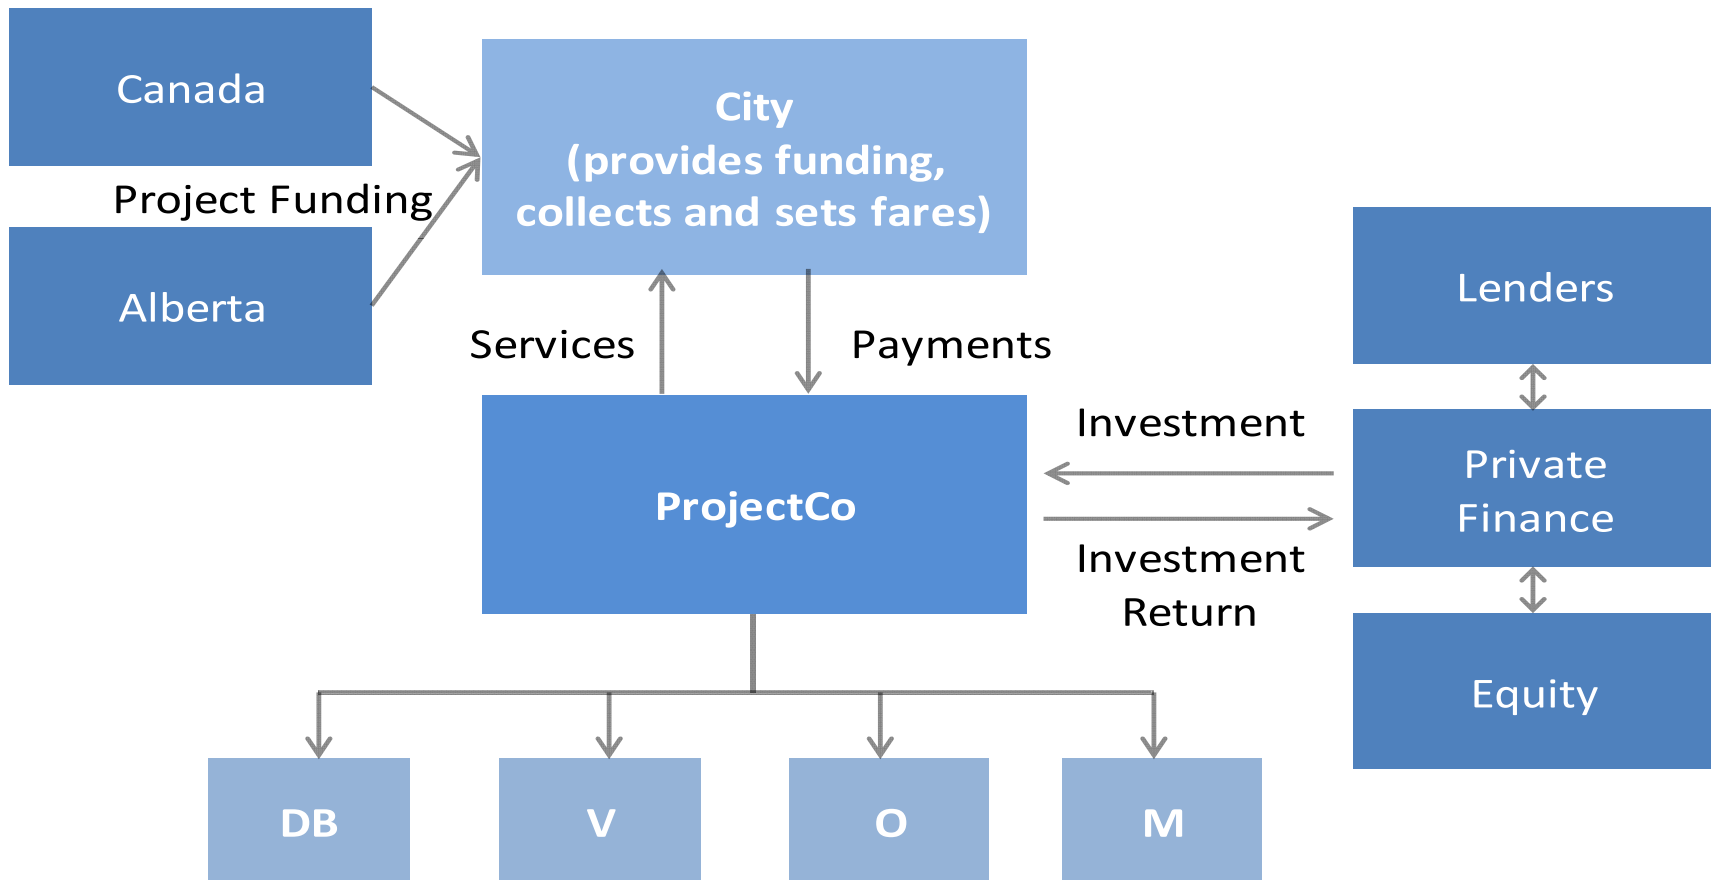 Canada
Project Funding
Alberta
City
(provides funding,
collects and sets fares)
Services
Payments
ProjectCo
Investment
Investment
Return
Lenders
Private
Finance
Equity
DB
V
O
M